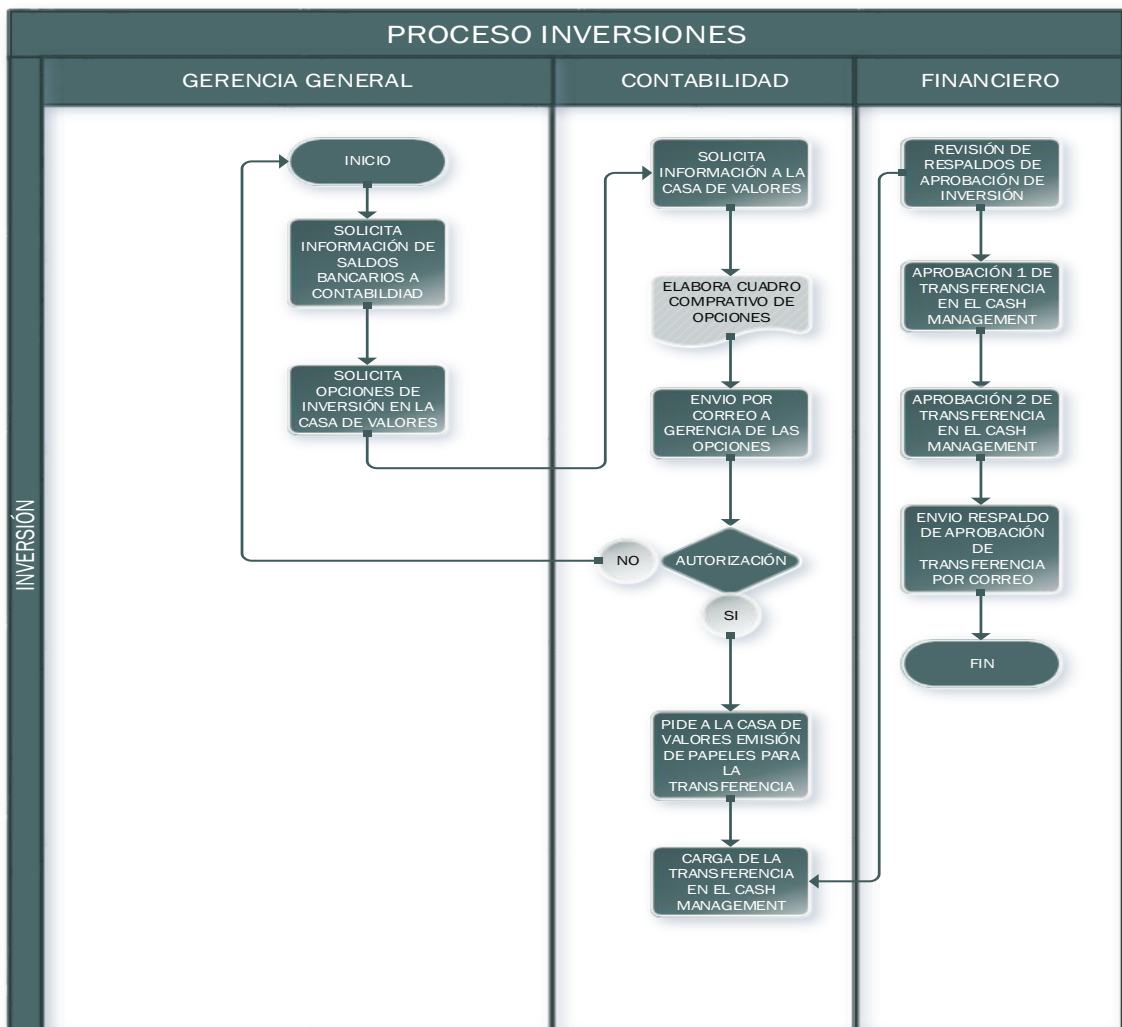 PROCESO INVERSIONES
GERENCIA GENERAL
CONTABILIDAD
FINANCIERO
INVERSIÓN
INICIO
SOLICITA
INFORMACIÓN DE
SALDOS
BANCARIOS A
CONTABILDIAD
SOLICITA
OPCIONES DE
INVERSIÓN EN LA
CASA DE VALORES
SOLICITA
INFORMACIÓN A LA
CASA DE VALORES
ELABORA CUADRO
COMPRATIVO DE
OPCIONES
ENVIO POR
CORREO A
GERENCIA DE LAS
OPCIONES
AUTORIZACIÓN
NO
SI
PIDE A LA CASA DE
VALORES EMISIÓN
DE PAPELES PARA
LA
TRANSFERENCIA
CARGA DE LA
TRANSFERENCIA
EN EL CASH
MANAGEMENT
REVISIÓN DE
RESPALDOS DE
APROBACIÓN DE
INVERSIÓN
APROBACIÓN 1 DE
TRANSFERENCIA
EN EL CASH
MANAGEMENT
APROBACIÓN 2 DE
TRANSFERENCIA
EN EL CASH
MANAGEMENT
ENVIO RESPALDO
DE APROBACIÓN
DE
TRANSFERENCIA
POR CORREO
FIN